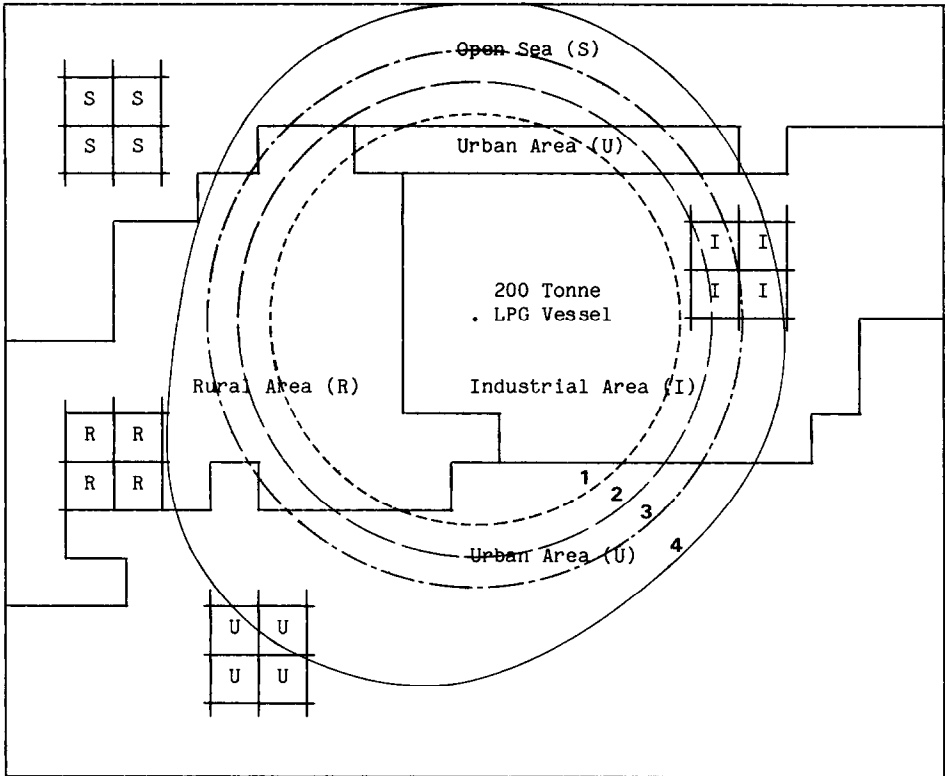 Open Sea (S)
S S
S S
Urban Area (U)
I I
I I
200 Tonne
. LPG Vessel
Rural Area (R)
Industrial Area (I)
R R
R R
1
2
3
4
Urban Area (U)
U U
U U